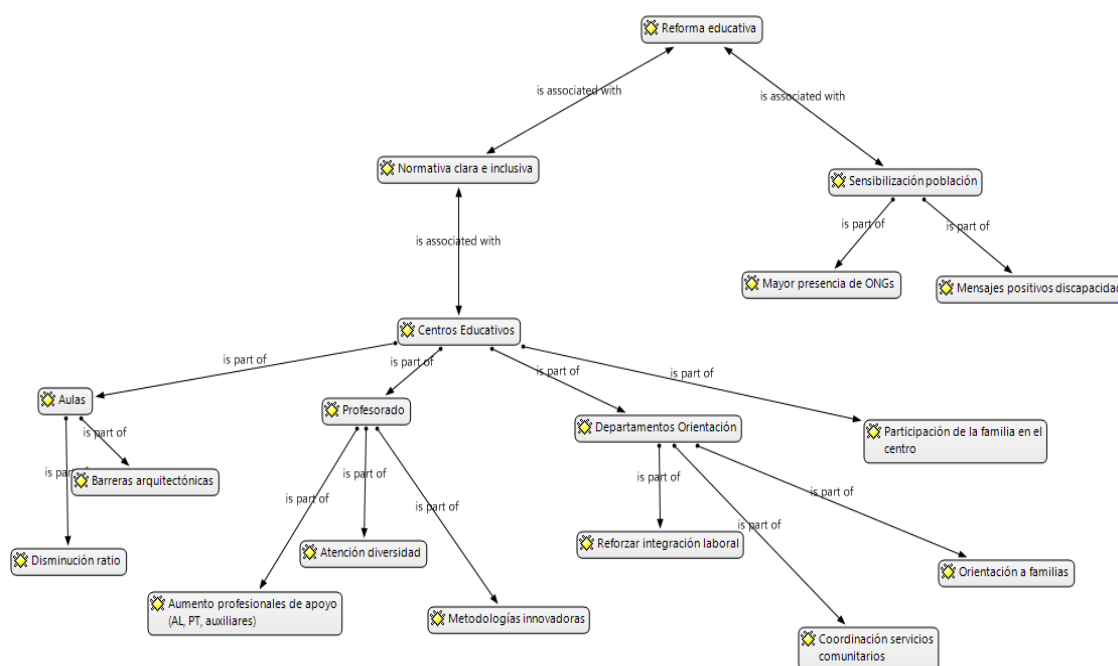 Reforma educativa
is associated with
is associated with
Normativa clara e inclusiva
Sensibilización población
is part of
is part of
is associated with
Mayor presencia de ONGs
Mensajes positivos discapacidad
Centros Educativos
is part of
is part of
is part of
is part of
Aulas
Profesorado
Departamentos Orientación
Participación de la familia en el
centro
is part of
is part of
Barreras arquitectónicas
is part of
is part of
is part of
is part of
is part of
is part of
Reforzar integración laboral
Atención diversidad
Disminución ratio
Orientación a familias
Aumento profesionales de apoyo
(AL, PT, auxiliares)
Metodologías innovadoras
Coordinación servicios
comunitarios